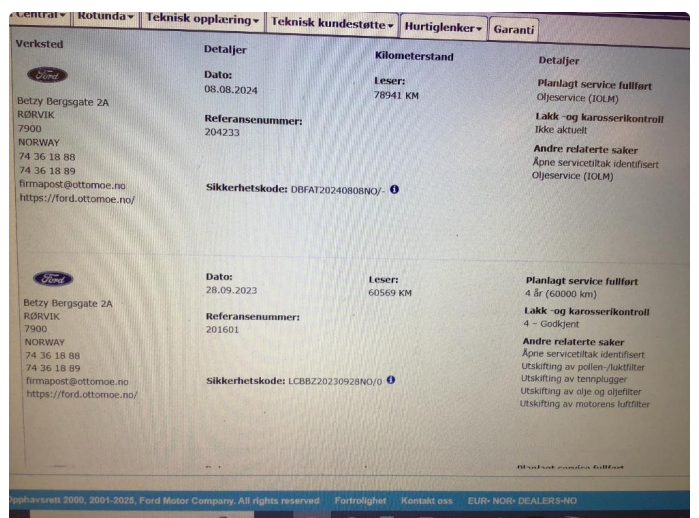 Central Rotunda Teknisk opplæring Teknisk kundestøtte Hurtiglenker Garanti
Verksted
Ford
Betzy Bergsgate 2A
RØRVIK
7900
NORWAY
74 36 18 88
74 36 18 89
firmapost@ottomoe.no
https://ford.ottomoe.no/
Detaljer
Dato:
08.08.2024
Referansenummer:
204233
Sikkerhetskode: DBFAT20240808NO/-
Kilometerstand
Leser:
78941 KM
Detaljer
Planlagt service fullført
Oljeservice (IOLM)
Lakk -og karosserikontroll
Ikke aktuelt
Andre relaterte saker
Åpne servicetiltak identifisert
Oljeservice (IOLM)
Ford
Betzy Bergsgate 2A
RØRVIK
7900
NORWAY
74 36 18 88
74 36 18 89
firmapost@ottomoe.no
https://ford.ottomoe.no/
Dato:
28.09.2023
Referansenummer:
201601
Sikkerhetskode: LCBBZ20230928NO/0
Leser:
60569 KM
Planlagt service fullført
4 år (60000 km)
Lakk -og karosserikontroll
4 - Godkjent
Andre relaterte saker
Åpne servicetiltak identifisert
Utskifting av pollen-/luktfilter
Utskifting av tennplugger
Utskifting av olje og oljefilter
Utskifting av motorens luftfilter
Planlagt service fullført
Opphavsrett 2000, 2001-2025, Ford Motor Company. All rights reserved Fortrolighet Kontakt oss EUR- NOR- DEALERS-NO